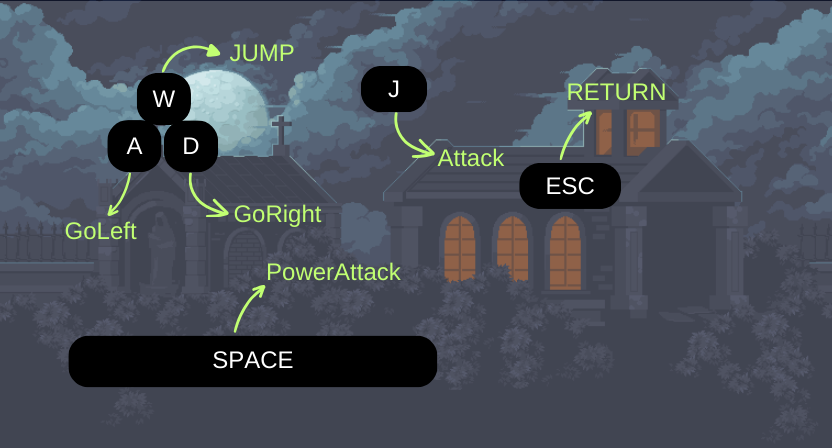 JUMP
W
A
D
GoLeft
GoRight
J
Attack
RETURN
ESC
PowerAttack
SPACE